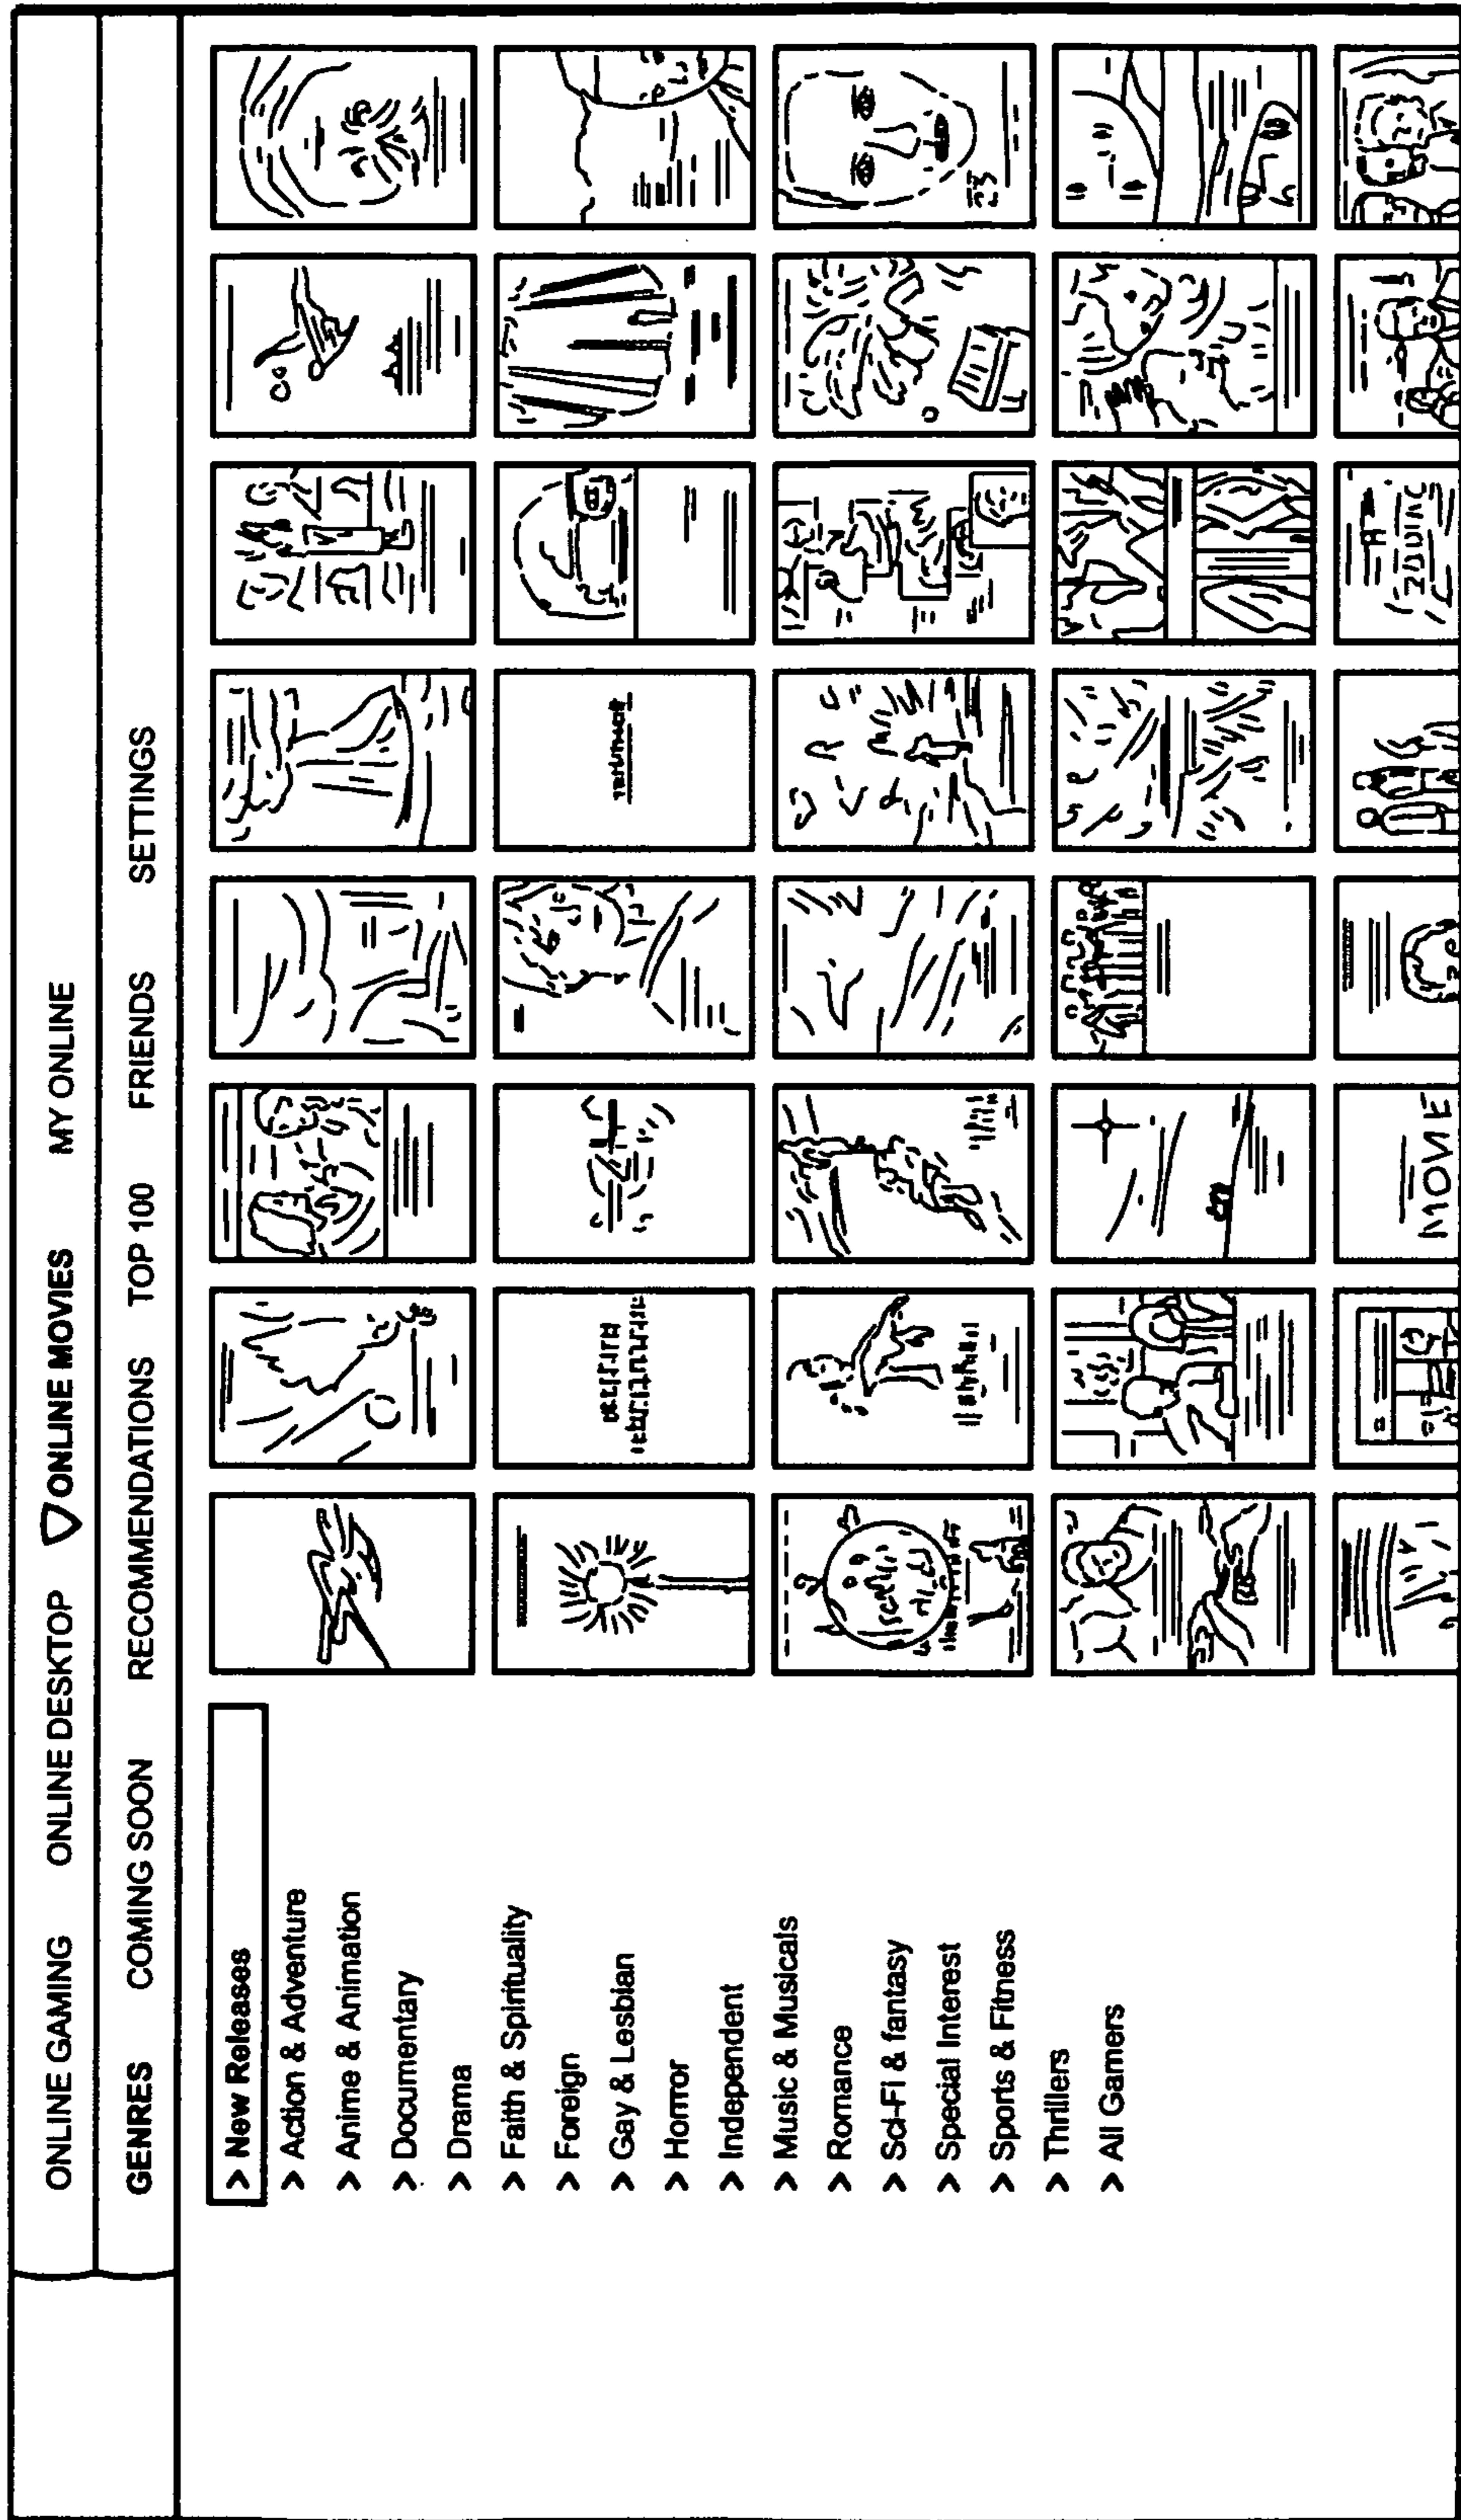 ONLINE GAMING ONLINE DESKTOP ONLINE MOVIES MY ONLINE
GENRES COMING SOON RECOMMENDATIONS TOP 100 FRIENDS SETTINGS
> New Releases
> Action & Adventure
> Anime & Animation
> Documentary
> Drama
> Faith & Spirituality
> Foreign
> Gay & Lesbian
> Horror
> Independent
> Music & Musicals
> Romance
> Sci-Fi & fantasy
> Special Interest
> Sports & Fitness
> Thrillers
> All Gamers
23
MOVIE
ZODIAC